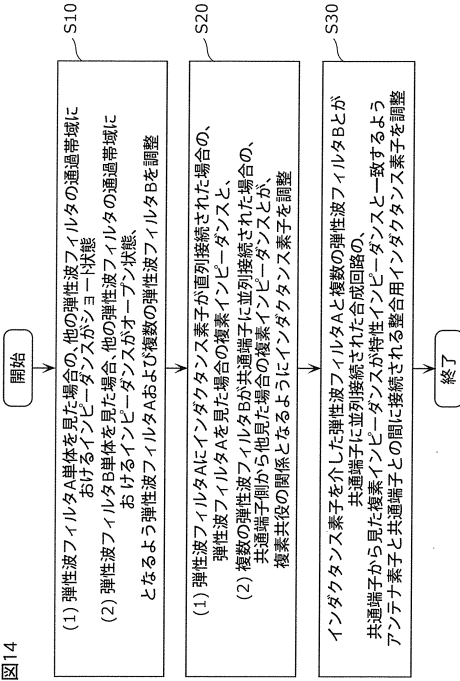 図14
開始
S10
(1) 弾性波フィルタA単体を見た場合の、他の弾性波フィルタの通過帯域に
おけるインピーダンスがショート状態
(2) 弾性波フィルタB単体を見た場合、他の弾性波フィルタの通過帯域に
おけるインピーダンスがオープン状態、
となるよう弾性波フィルタAおよび複数の弾性波フィルタBを調整
S20
(1) 弾性波フィルタAにインダクタンス素子が直列接続された場合の、
弾性波フィルタAを見た場合の複素インピーダンスと、
(2) 複数の弾性波フィルタBが共通端子に並列接続された場合の、
共通端子側から他見た場合の複素インピーダンスとが、
複素共役の関係となるようにインダクタンス素子を調整
S30
インダクタンス素子を介した弾性波フィルタAと複数の弾性波フィルタBとが
共通端子に並列接続された合成回路の、
共通端子から見た複素インピーダンスが特性インピーダンスと一致するよう
アンテナ素子と共通端子との間に接続される整合用インダクタンス素子を調整
終了